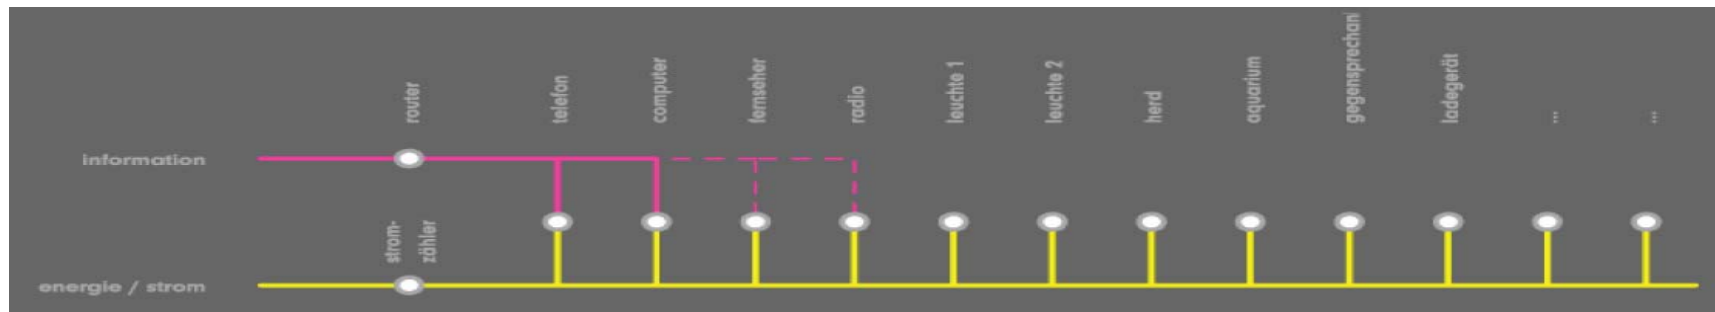 router
telefon
computer
fernseher
radio
leuchte 1
leuchte 2
herd
aquarium
gegensprechanl
ladegerät
...
...
information
strom-
zähler
energie / strom